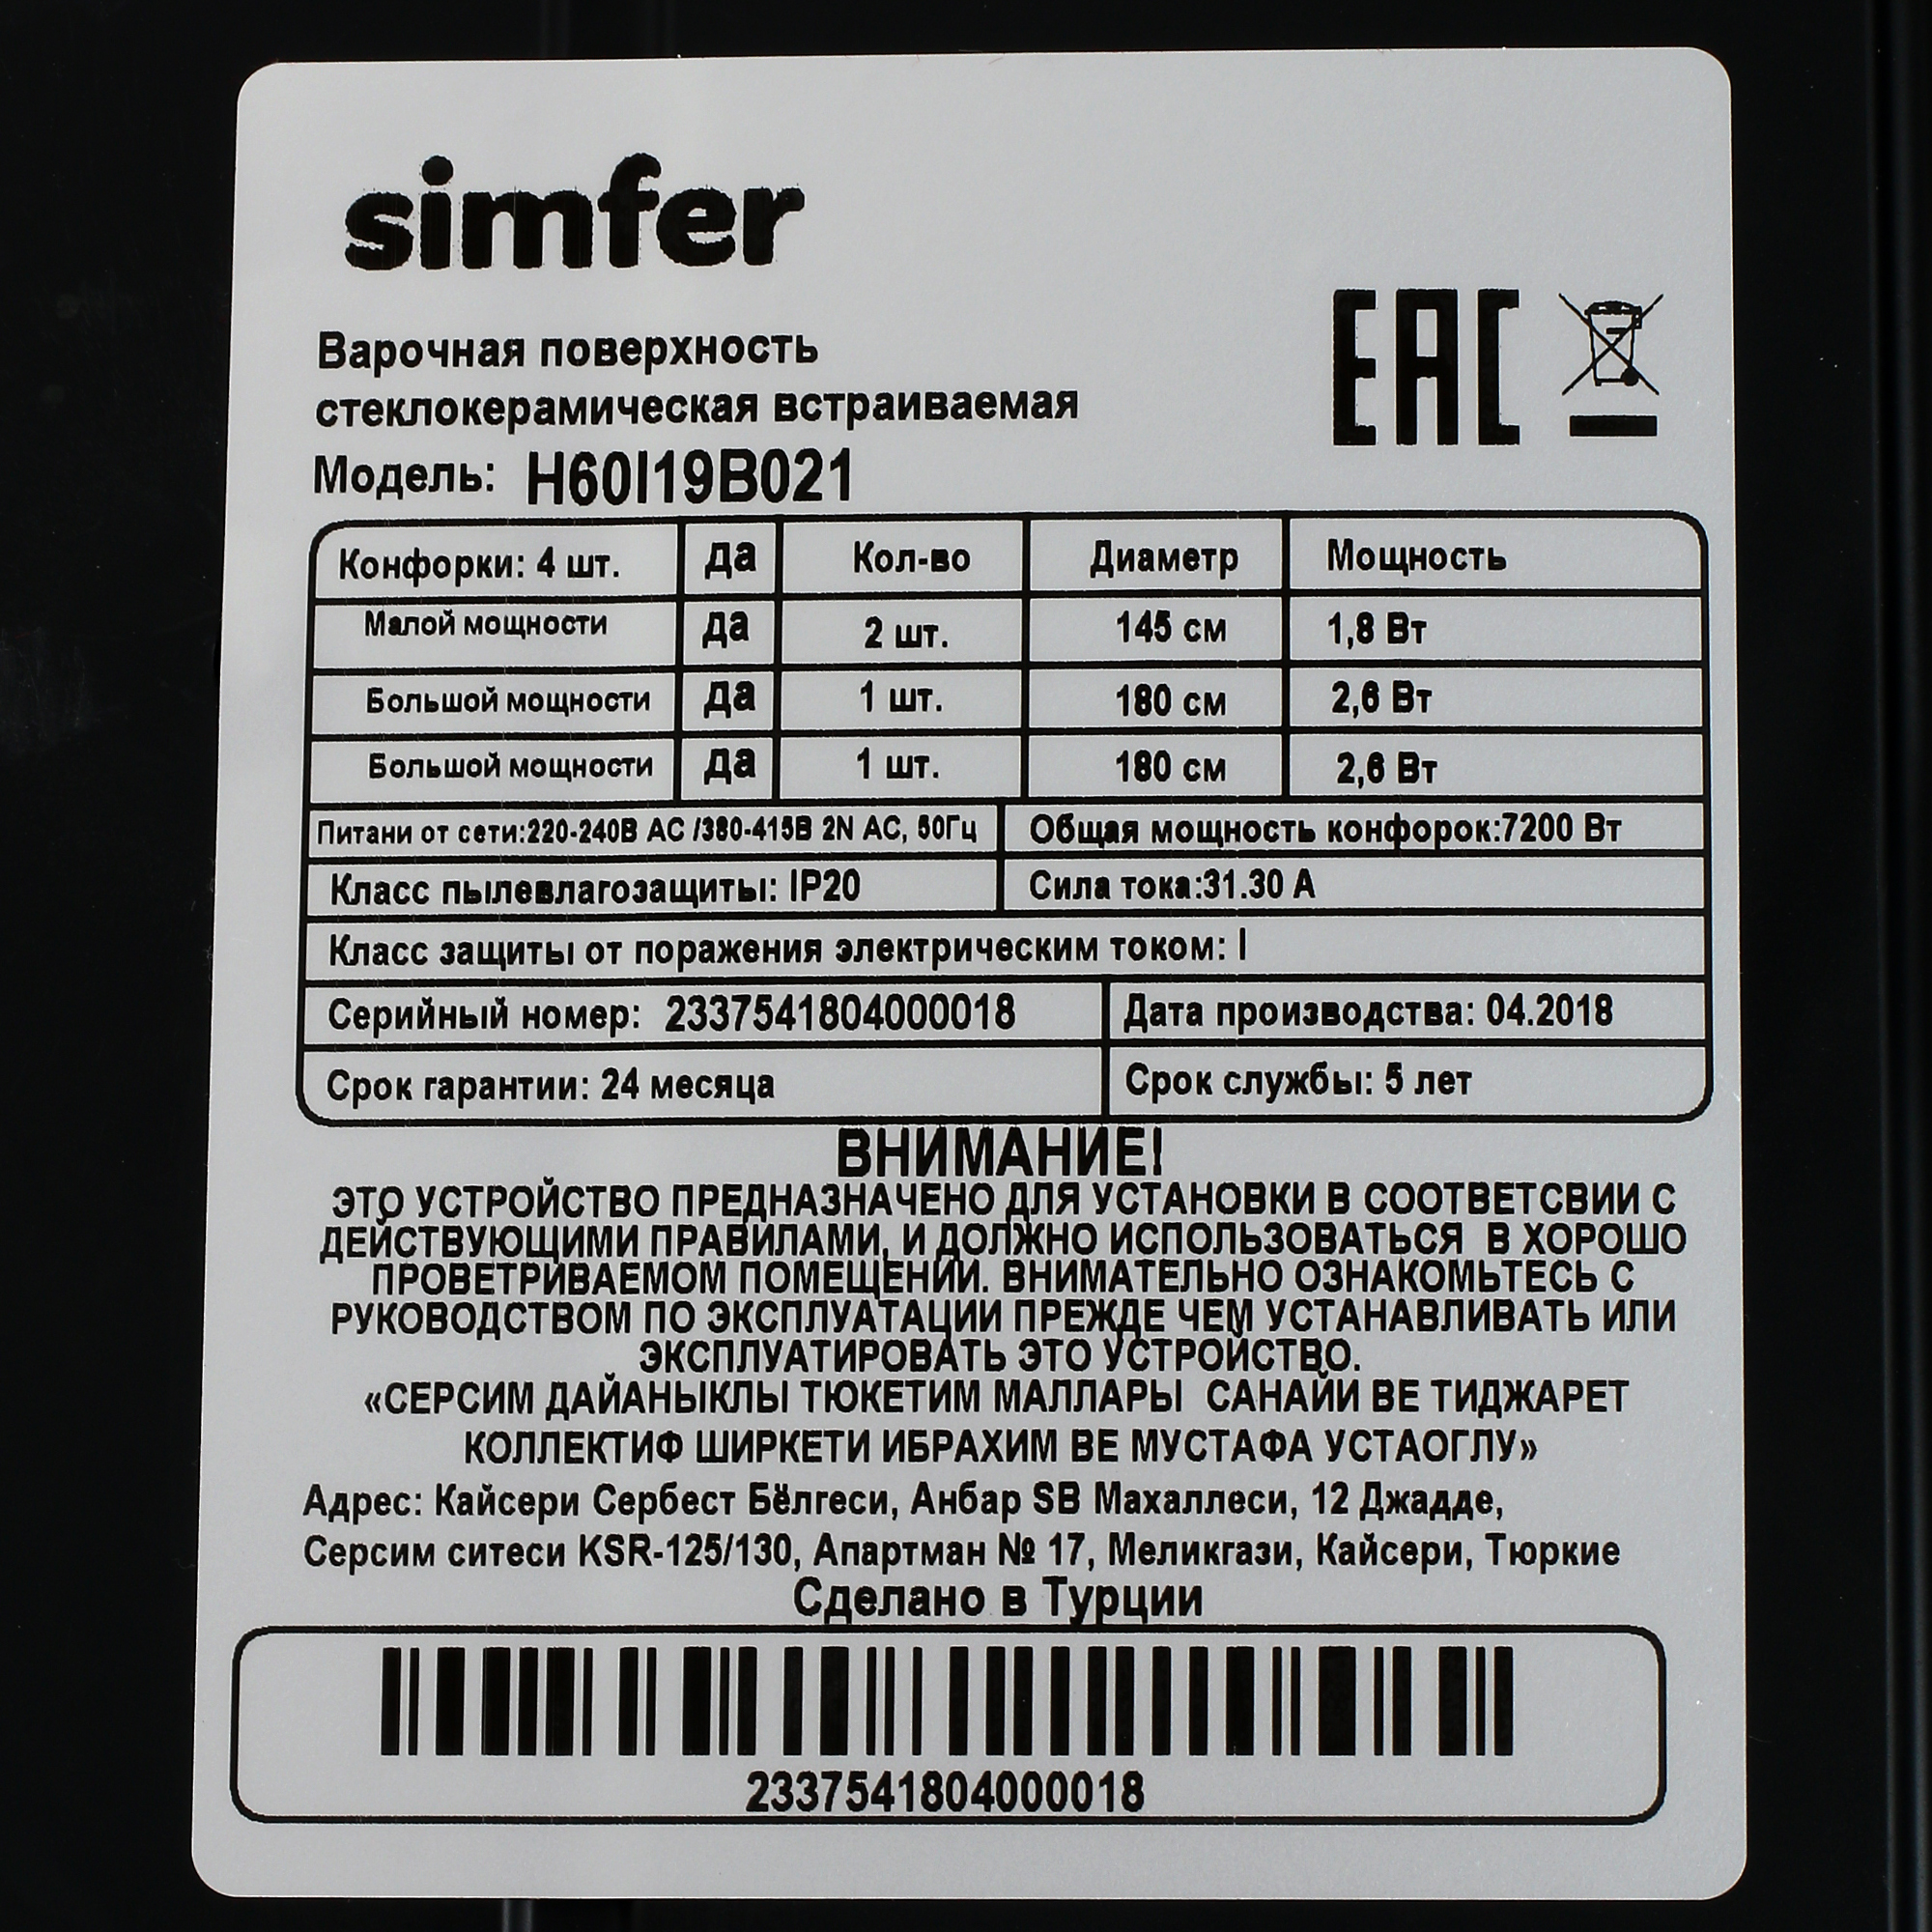 simfer
EAC
Варочная поверхность
стеклокерамическая встраиваемая
Модель: H60I19B021
Конфорки: 4 шт. да Кол-во Диаметр Мощность
Малой мощности да 2 шт. 145 см 1,8 Вт
Большой мощности да 1 шт. 180 см 2,6 Вт
Большой мощности да 1 шт. 180 см 2,6 Вт
Питани от сети:220-240В АС /380-415В 2N AC, 50Гц Общая мощность конфорок:7200 Вт
Класс пылевлагозащиты: IP20 Сила тока:31.30 А
Класс защиты от поражения электрическим током: I
Серийный номер: 2337541804000018 Дата производства: 04.2018
Срок гарантии: 24 месяца Срок службы: 5 лет
ВНИМАНИЕ!
ЭТО УСТРОЙСТВО ПРЕДНАЗНАЧЕНО ДЛЯ УСТАНОВКИ В СООТВЕТСВИИ С
ДЕЙСТВУЮЩИМИ ПРАВИЛАМИ, И ДОЛЖНО ИСПОЛЬЗОВАТЬСЯ В ХОРОШО
ПРОВЕТРИВАЕМОМ ПОМЕЩЕНИИ. ВНИМАТЕЛЬНО ОЗНАКОМЬТЕСЬ С
РУКОВОДСТВОМ ПО ЭКСПЛУАТАЦИИ ПРЕЖДЕ ЧЕМ УСТАНАВЛИВАТЬ ИЛИ
ЭКСПЛУАТИРОВАТЬ ЭТО УСТРОЙСТВО.
«СЕРСИМ ДАЙАНЫКЛЫ ТЮКЕТИМ МАЛЛАРЫ САНАЙИ ВЕ ТИДЖАРЕТ
КОЛЛЕКТИФ ШИРКЕТИ ИБРАХИМ ВЕ МУСТАФА УСТАОГЛУ»
Адрес: Кайсери Сербест Бёлгеси, Анбар SB Махаллеси, 12 Джадде,
Серсим ситеси KSR-125/130, Апартман № 17, Меликгази, Кайсери, Тюркие
Сделано в Турции
2337541804000018